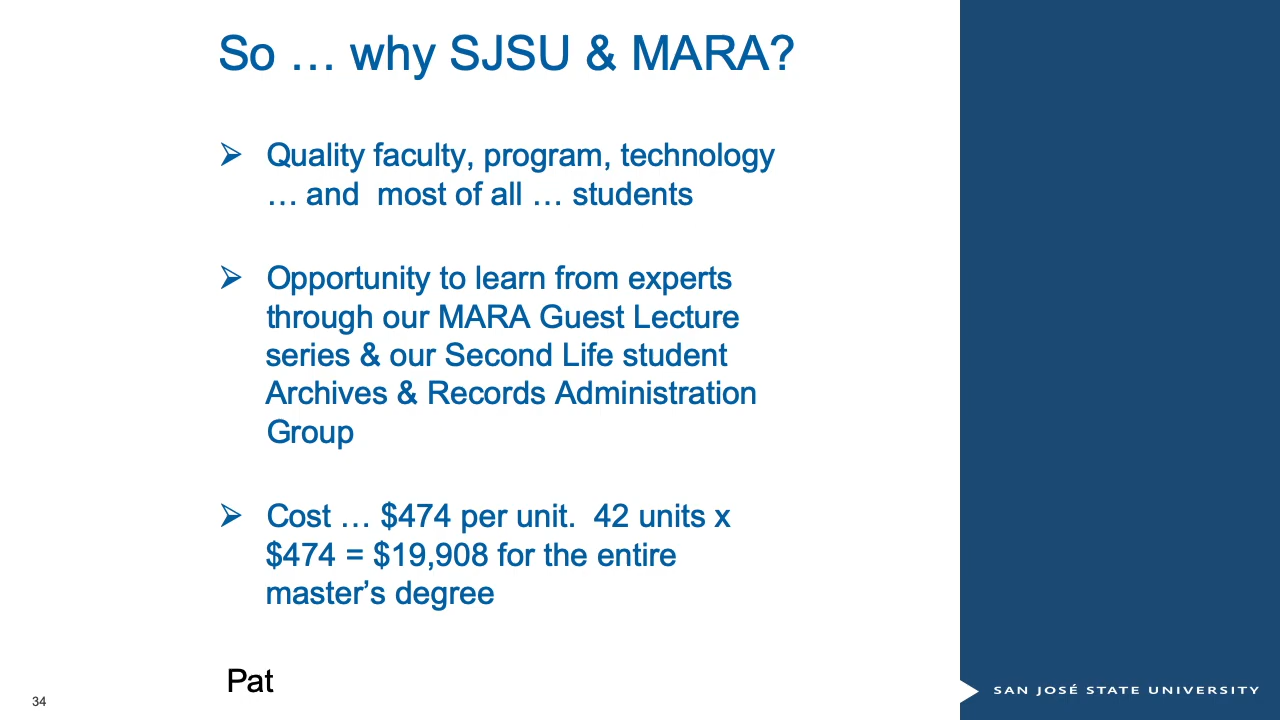 So … why SJSU & MARA?
➢ Quality faculty, program, technology
… and  most of all … students
➢ Opportunity to learn from experts
through our MARA Guest Lecture
series & our Second Life student
Archives & Records Administration
Group
➢ Cost … $474 per unit.  42 units x
$474 = $19,908 for the entire
master’s degree
Pat
34
SAN JOSÉ STATE UNIVERSITY